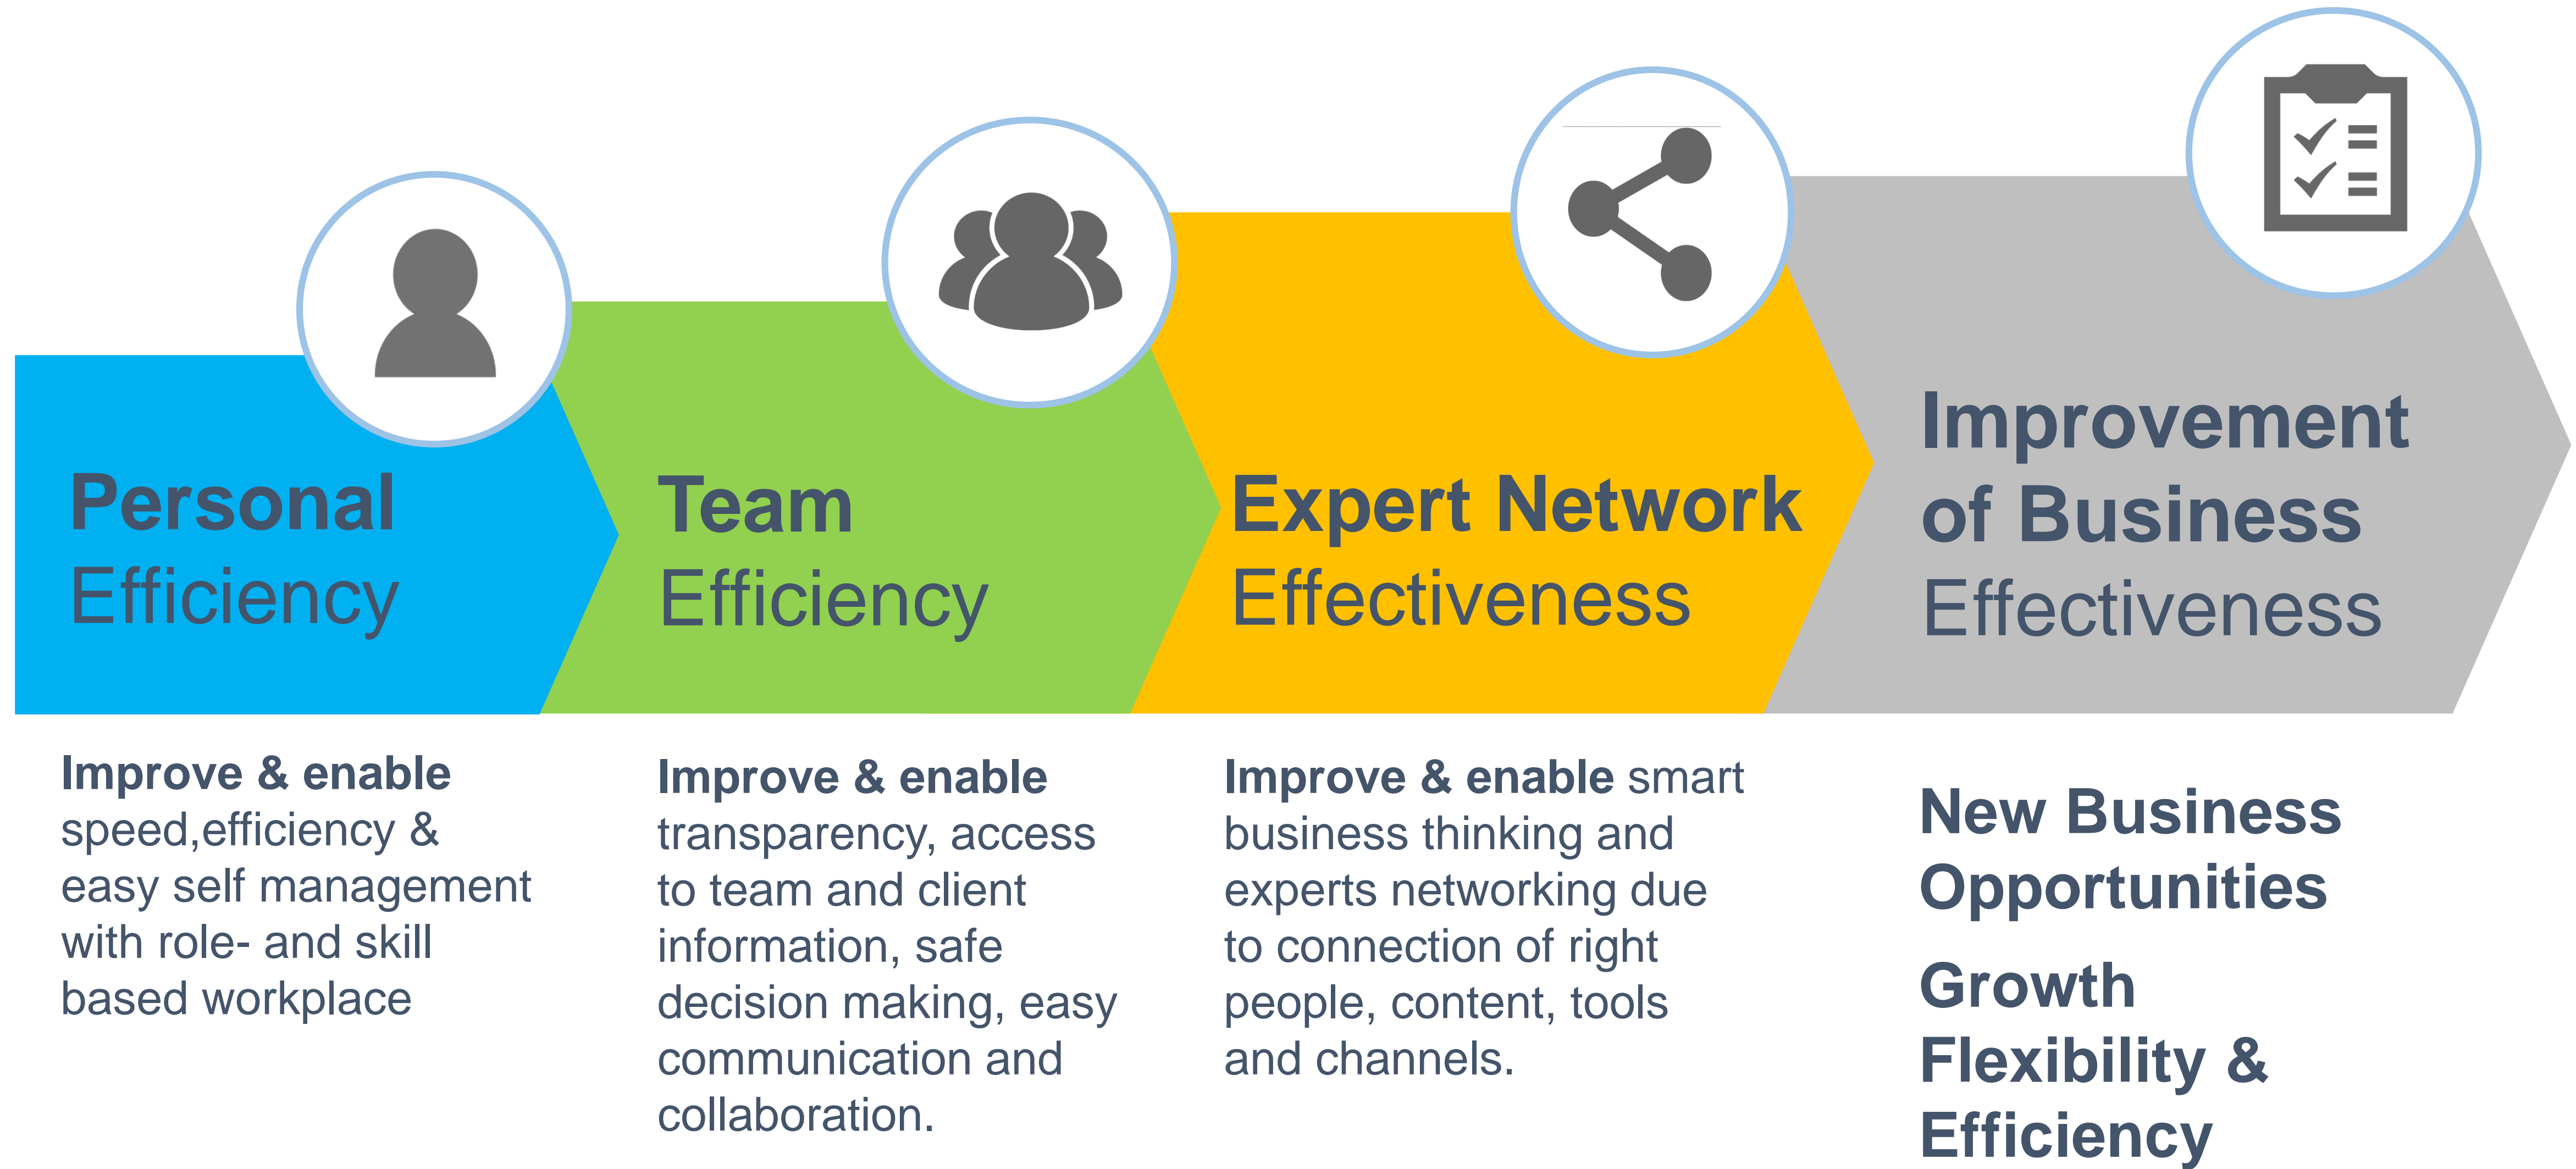 Personal
Efficiency
Team
Efficiency
Expert Network
Effectiveness
Improvement
of Business
Effectiveness
Improve & enable
speed,efficiency &
easy self management
with role- and skill
based workplace
Improve & enable
transparency, access
to team and client
information, safe
decision making, easy
communication and
collaboration.
Improve & enable smart
business thinking and
experts networking due
to connection of right
people, content, tools
and channels.
New Business
Opportunities
Growth
Flexibility &
Efficiency